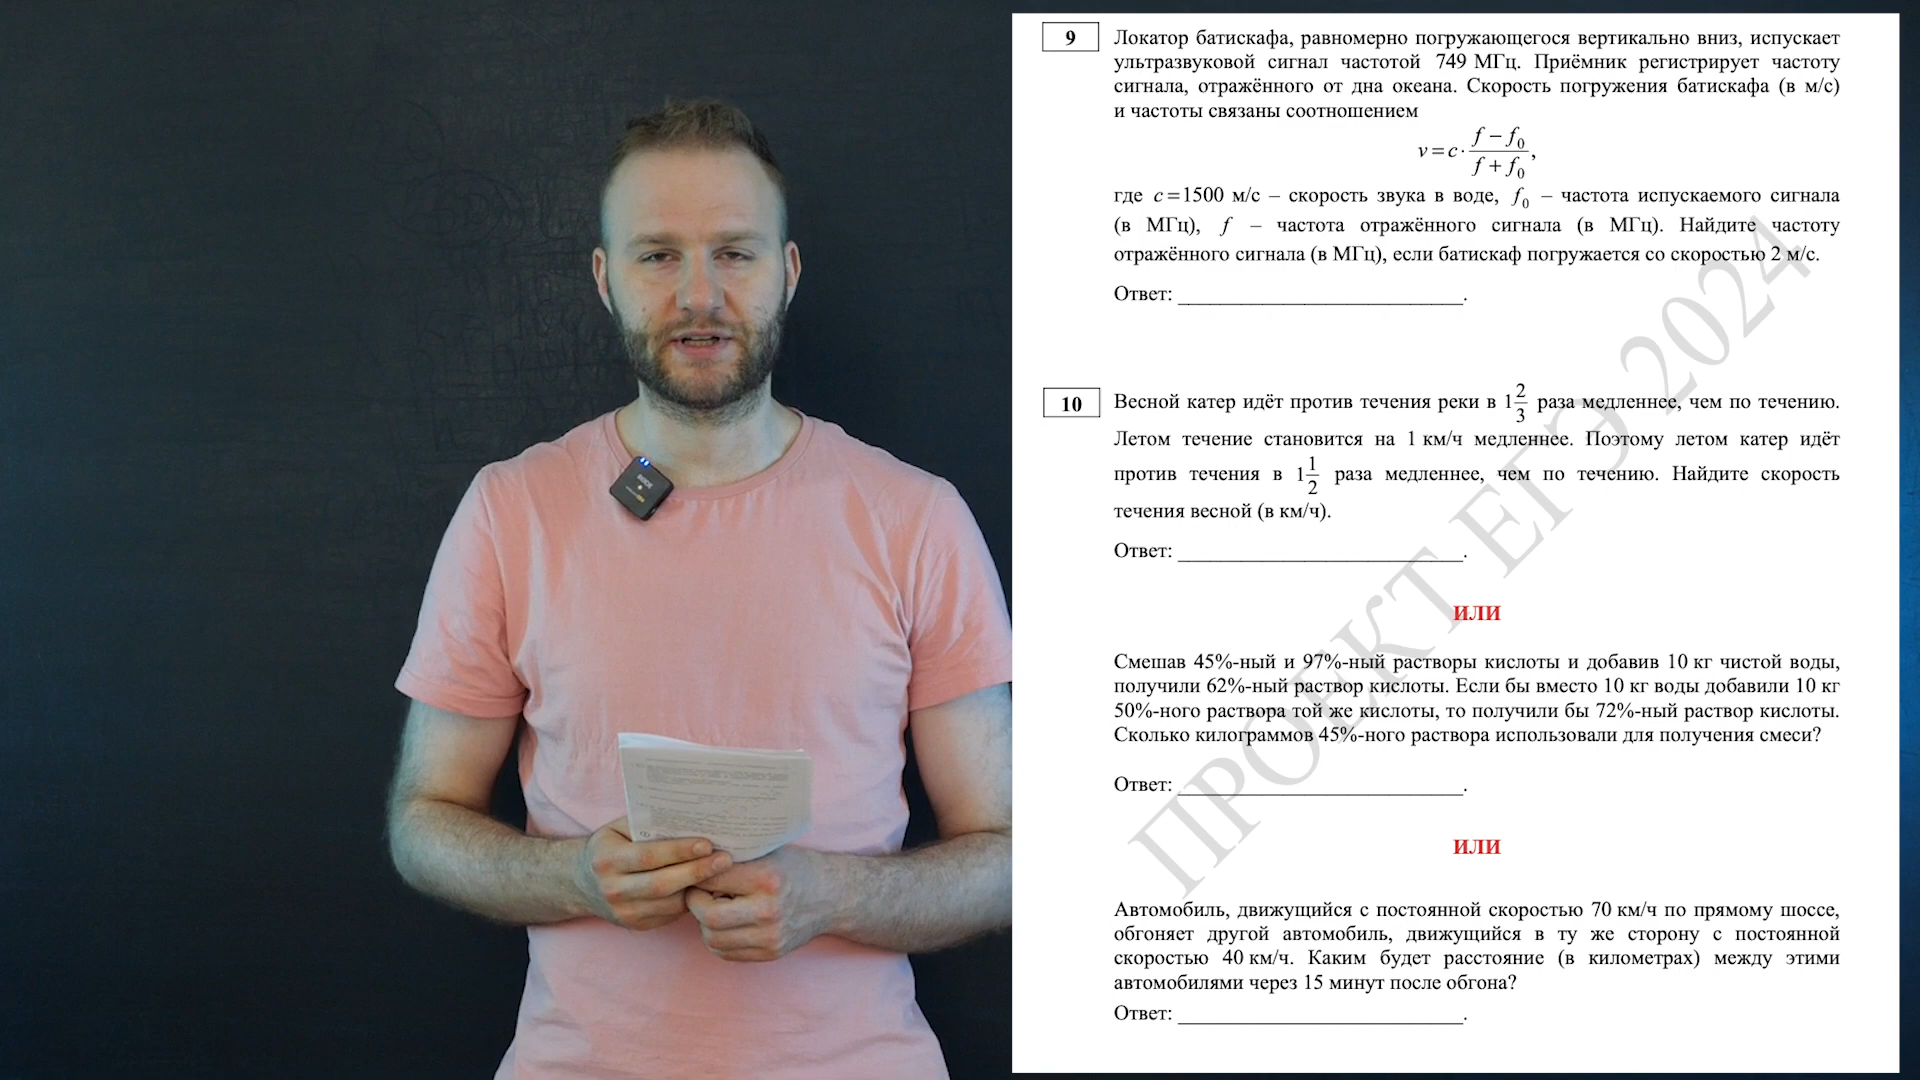 9
Локатор батискафа, равномерно погружающегося вертикально вниз, испускает
ультразвуковой сигнал частотой 749 МГц. Приёмник регистрирует частоту
сигнала, отражённого от дна океана. Скорость погружения батискафа (в м/с)
и частоты связаны соотношением
v = c · (f − f₀)/(f + f₀),
где c = 1500 м/с – скорость звука в воде, f₀ – частота испускаемого сигнала
(в МГц), f – частота отражённого сигнала (в МГц). Найдите частоту
отражённого сигнала (в МГц), если батискаф погружается со скоростью 2 м/с.
Ответ: ___________________________.
10
Весной катер идёт против течения реки в 1 2/3 раза медленнее, чем по течению.
Летом течение становится на 1 км/ч медленнее. Поэтому летом катер идёт
против течения в 1 1/2 раза медленнее, чем по течению. Найдите скорость
течения весной (в км/ч).
Ответ: ___________________________.
ИЛИ
Смешав 45%-ный и 97%-ный растворы кислоты и добавив 10 кг чистой воды,
получили 62%-ный раствор кислоты. Если бы вместо 10 кг воды добавили 10 кг
50%-ного раствора той же кислоты, то получили бы 72%-ный раствор кислоты.
Сколько килограммов 45%-ного раствора использовали для получения смеси?
Ответ: ___________________________.
ИЛИ
Автомобиль, движущийся с постоянной скоростью 70 км/ч по прямому шоссе,
обгоняет другой автомобиль, движущийся в ту же сторону с постоянной
скоростью 40 км/ч. Каким будет расстояние (в километрах) между этими
автомобилями через 15 минут после обгона?
Ответ: ___________________________.
ПРОЕКТ ЕГЭ 2024